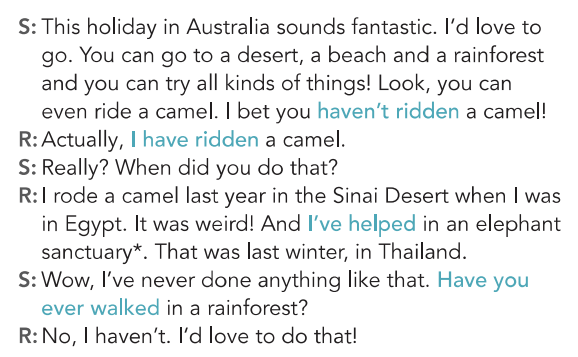 S: This holiday in Australia sounds fantastic. I'd love to
go. You can go to a desert, a beach and a rainforest
and you can try all kinds of things! Look, you can
even ride a camel. I bet you haven't ridden a camel!
R: Actually, I have ridden a camel.
S: Really? When did you do that?
R: I rode a camel last year in the Sinai Desert when I was
in Egypt. It was weird! And I've helped in an elephant
sanctuary*. That was last winter, in Thailand.
S: Wow, I've never done anything like that. Have you
ever walked in a rainforest?
R: No, I haven't. I'd love to do that!